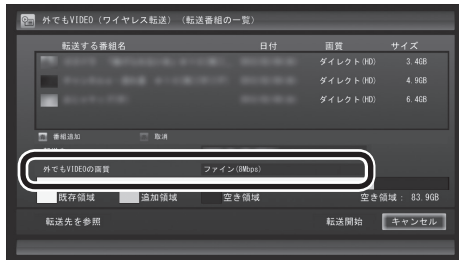 外でもVIDEO(ワイヤレス転送)(転送番組の一覧)
転送する番組名 日付 画質 サイズ
ダイレクト(HD) 3.4GB
ダイレクト(HD) 4.9GB
ダイレクト(HD) 6.4GB
番組追加 取消
外でもVIDEOの画質 ファイン(8Mbps)
既存領域 追加領域 空き領域 空き領域: 83.9GB
転送先を参照 転送開始 キャンセル